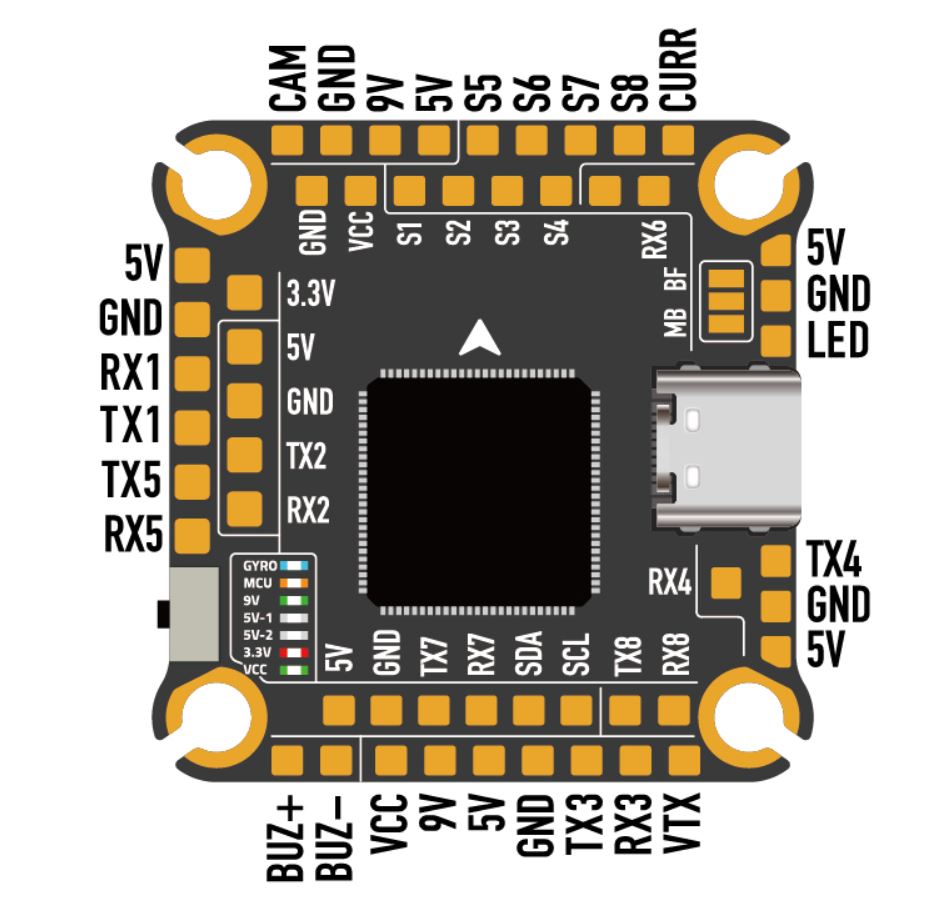 CAM GND 9V 5V S5 S6 S7 S8 CURR
GND VCC S1 S2 S3 S4 RX6
5V
GND
RX1
TX1
TX5
RX5
3.3V
5V
GND
TX2
RX2
BF
MB
5V
GND
LED
RX4
TX4
GND
5V
GYRO
MCU
9V
5V-1
5V-2
3.3V
VCC
5V GND TX7 RX7 SDA SCL TX8 RX8
BUZ+ BUZ- VCC 9V 5V GND TX3 RX3 VTX